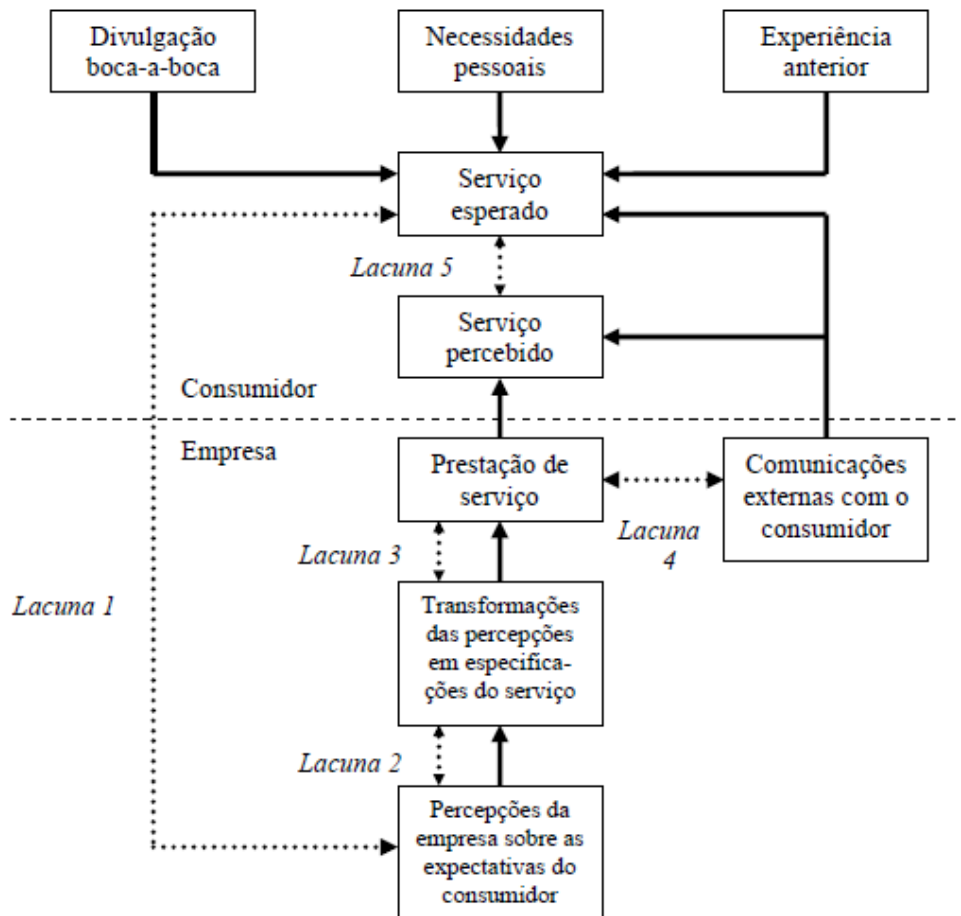 Divulgação
boca-a-boca
Necessidades
pessoais
Experiência
anterior
Serviço
esperado
Lacuna 5
Serviço
percebido
Consumidor
Empresa
Prestação de
serviço
Comunicações
externas com o
consumidor
Lacuna
4
Lacuna 3
Lacuna 1
Transformações
das percepções
em especifica-
ções do serviço
Lacuna 2
Percepções da
empresa sobre as
expectativas do
consumidor